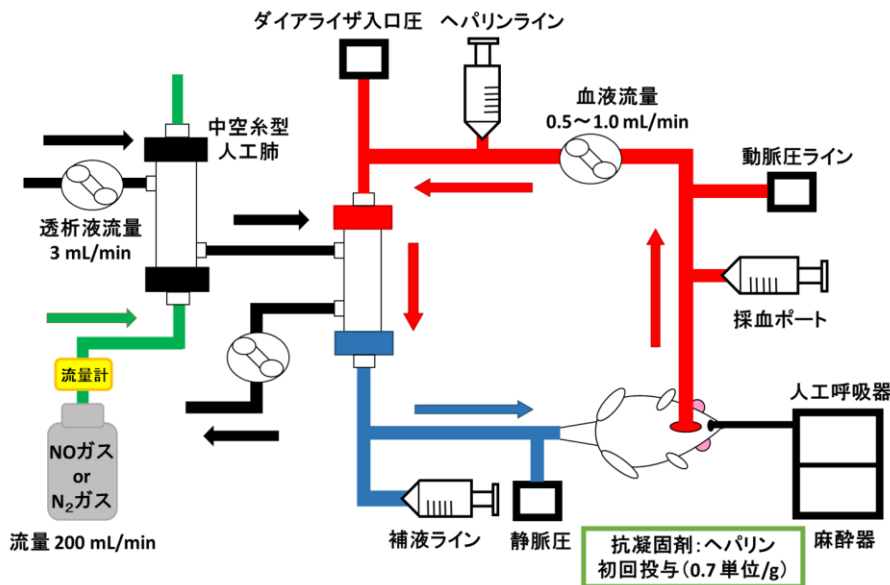 ダイアライザ入口圧
ヘパリンライン
血液流量
0.5～1.0 mL/min
中空糸型
人工肺
動脈圧ライン
透析液流量
3 mL/min
採血ポート
流量計
人工呼吸器
NOガス
or
N₂ガス
流量 200 mL/min
補液ライン
静脈圧
抗凝固剤：ヘパリン
初回投与（0.7 単位/g）
麻酔器